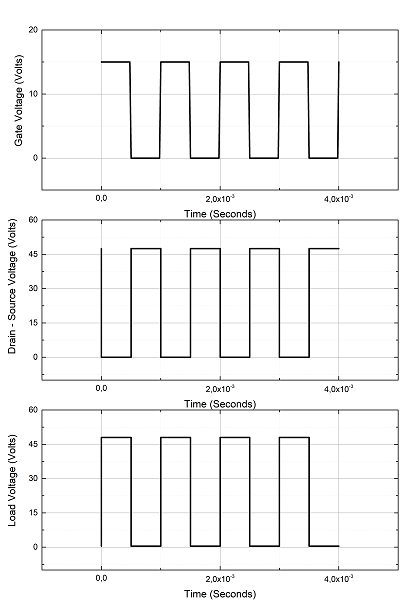 20
10
0
Gate Voltage (Volts)
0,0 2,0x10⁻³ 4,0x10⁻³
Time (Seconds)
60
45
30
15
0
Drain - Source Voltage (Volts)
0,0 2,0x10⁻³ 4,0x10⁻³
Time (Seconds)
60
45
30
15
0
Load Voltage (Volts)
0,0 2,0x10⁻³ 4,0x10⁻³
Time (Seconds)